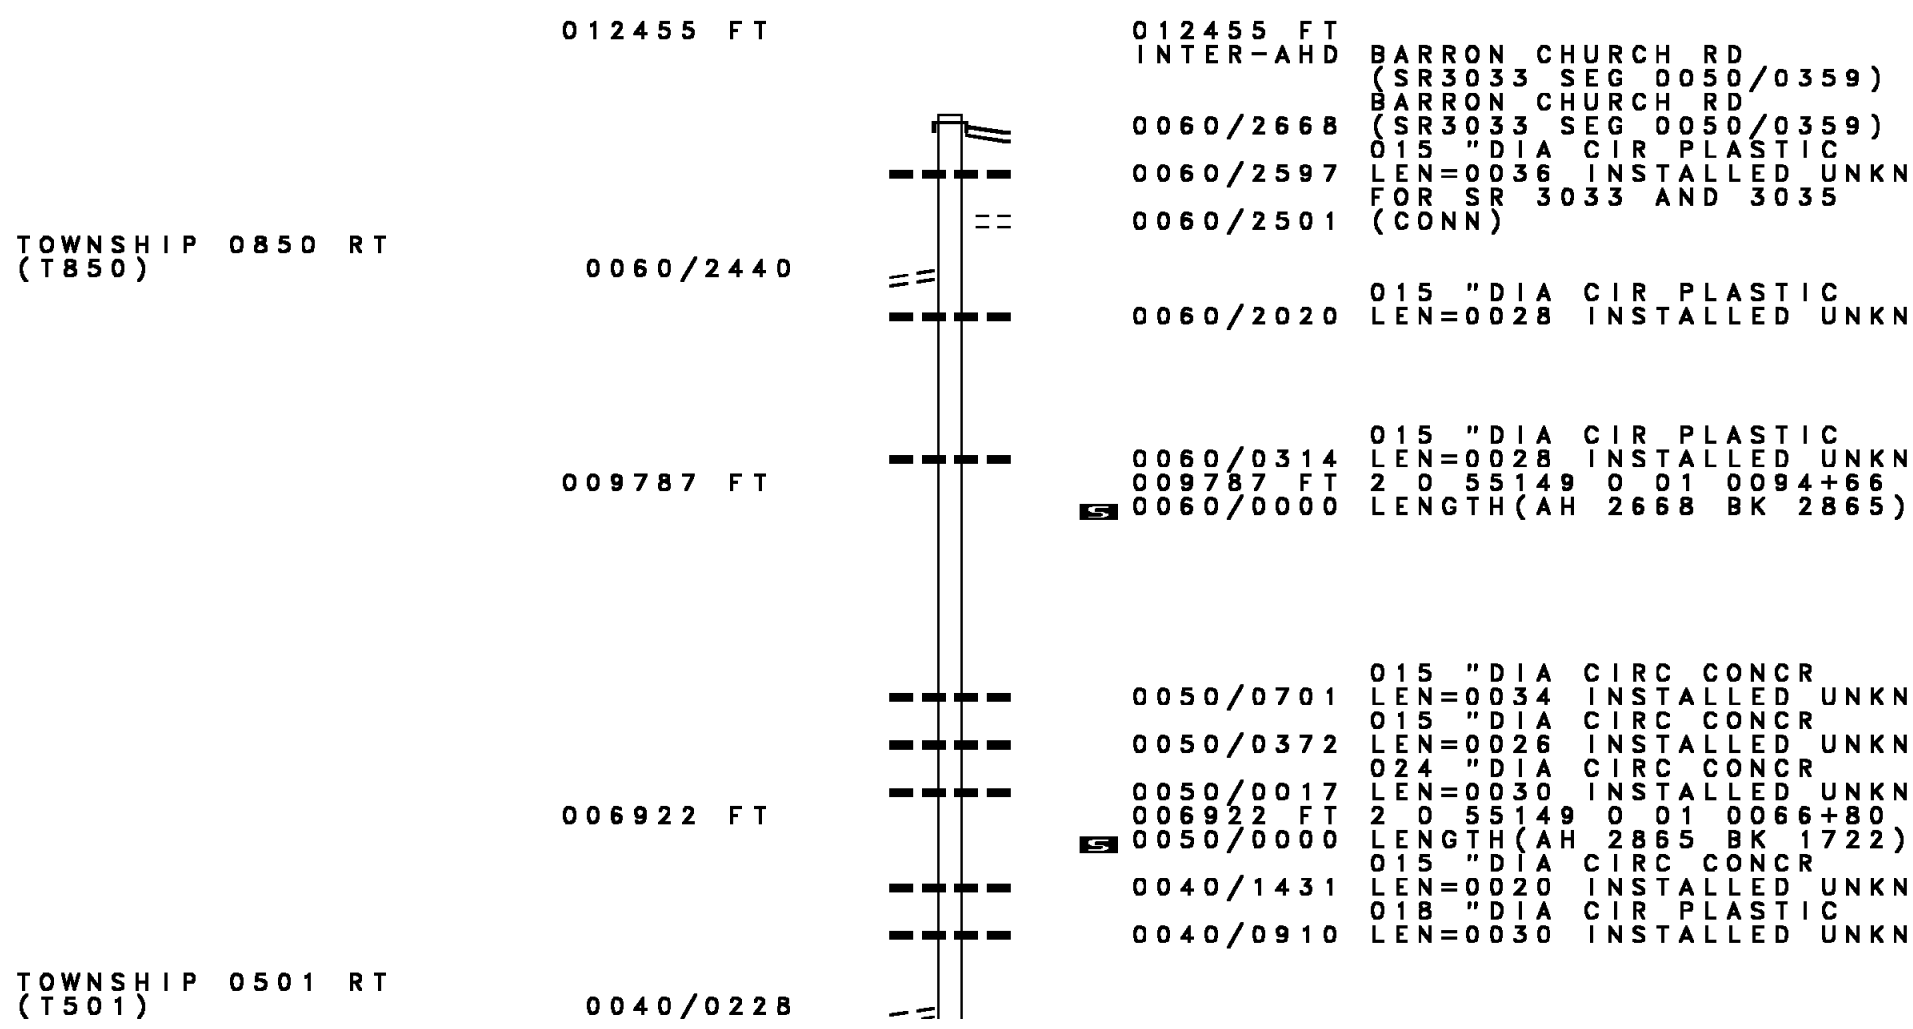 012455 FT 012455 FT
INTER-AHD BARRON CHURCH RD
(SR3033 SEG 0050/0359)
BARRON CHURCH RD
0060/2668 (SR3033 SEG 0050/0359)
015 "DIA CIR PLASTIC
0060/2597 LEN=0036 INSTALLED UNKN
FOR SR 3033 AND 3035
0060/2501 (CONN)
TOWNSHIP 0850 RT
(T850) 0060/2440
015 "DIA CIR PLASTIC
0060/2020 LEN=0028 INSTALLED UNKN
015 "DIA CIR PLASTIC
0060/0314 LEN=0028 INSTALLED UNKN
009787 FT 009787 FT 2 0 55149 0 01 0094+66
S 0060/0000 LENGTH(AH 2668 BK 2865)
015 "DIA CIRC CONCR
0050/0701 LEN=0034 INSTALLED UNKN
015 "DIA CIRC CONCR
0050/0372 LEN=0026 INSTALLED UNKN
024 "DIA CIRC CONCR
0050/0017 LEN=0030 INSTALLED UNKN
006922 FT 006922 FT 2 0 55149 0 01 0066+80
S 0050/0000 LENGTH(AH 2865 BK 1722)
015 "DIA CIRC CONCR
0040/1431 LEN=0020 INSTALLED UNKN
018 "DIA CIR PLASTIC
0040/0910 LEN=0030 INSTALLED UNKN
TOWNSHIP 0501 RT
(T501) 0040/0228